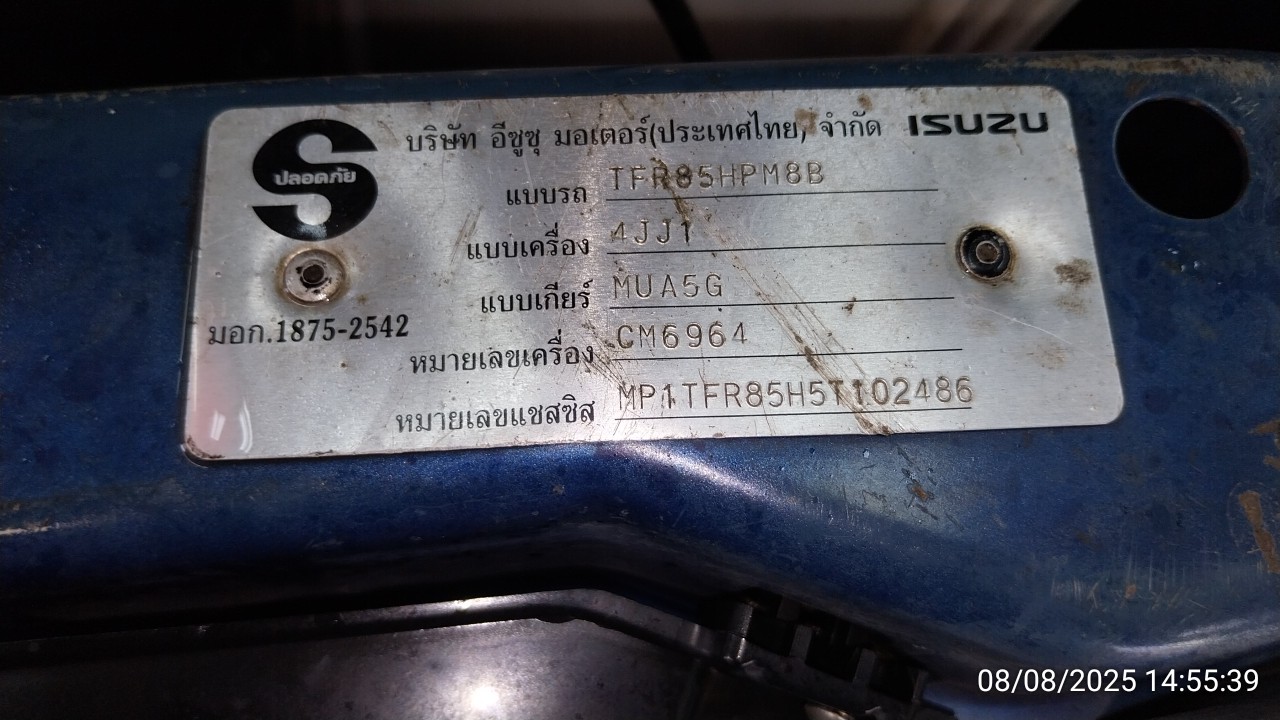 บริษัท อีซูซุ มอเตอร์(ประเทศไทย) จำกัด ISUZU
ปลอดภัย
แบบรถ TFR85HPM8B
แบบเครื่อง 4JJ1
แบบเกียร์ MUA5G
มอก.1875-2542
หมายเลขเครื่อง CM6964
หมายเลขแชสซิส MP1TFR85H5T102486
08/08/2025 14:55:39